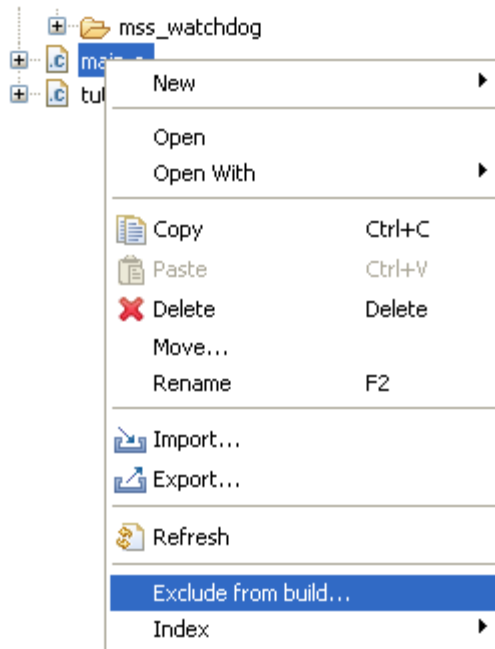 mss_watchdog
New
Open
Open With
Copy Ctrl+C
Paste Ctrl+V
Delete Delete
Move...
Rename F2
Import...
Export...
Refresh
Exclude from build...
Index